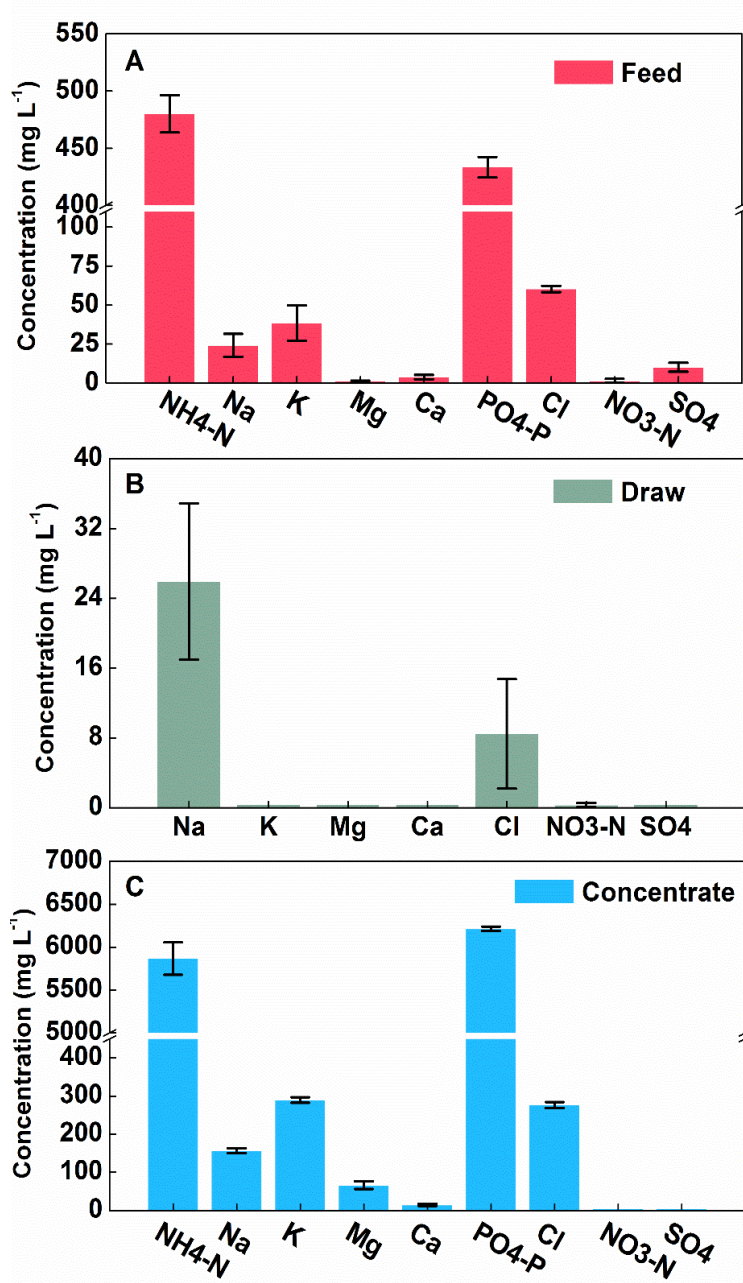 A
Feed
Concentration (mg L-1)
550
500
450
400
100
75
50
25
0
NH4-N Na K Mg Ca PO4-P Cl NO3-N SO4
B
Draw
Concentration (mg L-1)
40
32
24
16
8
0
Na K Mg Ca Cl NO3-N SO4
C
Concentrate
Concentration (mg L-1)
7000
6500
6000
5500
5000
400
300
200
100
0
NH4-N Na K Mg Ca PO4-P Cl NO3-N SO4